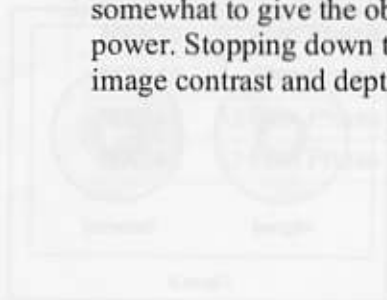 somewhat to give the ob
power. Stopping down t
image contrast and dept